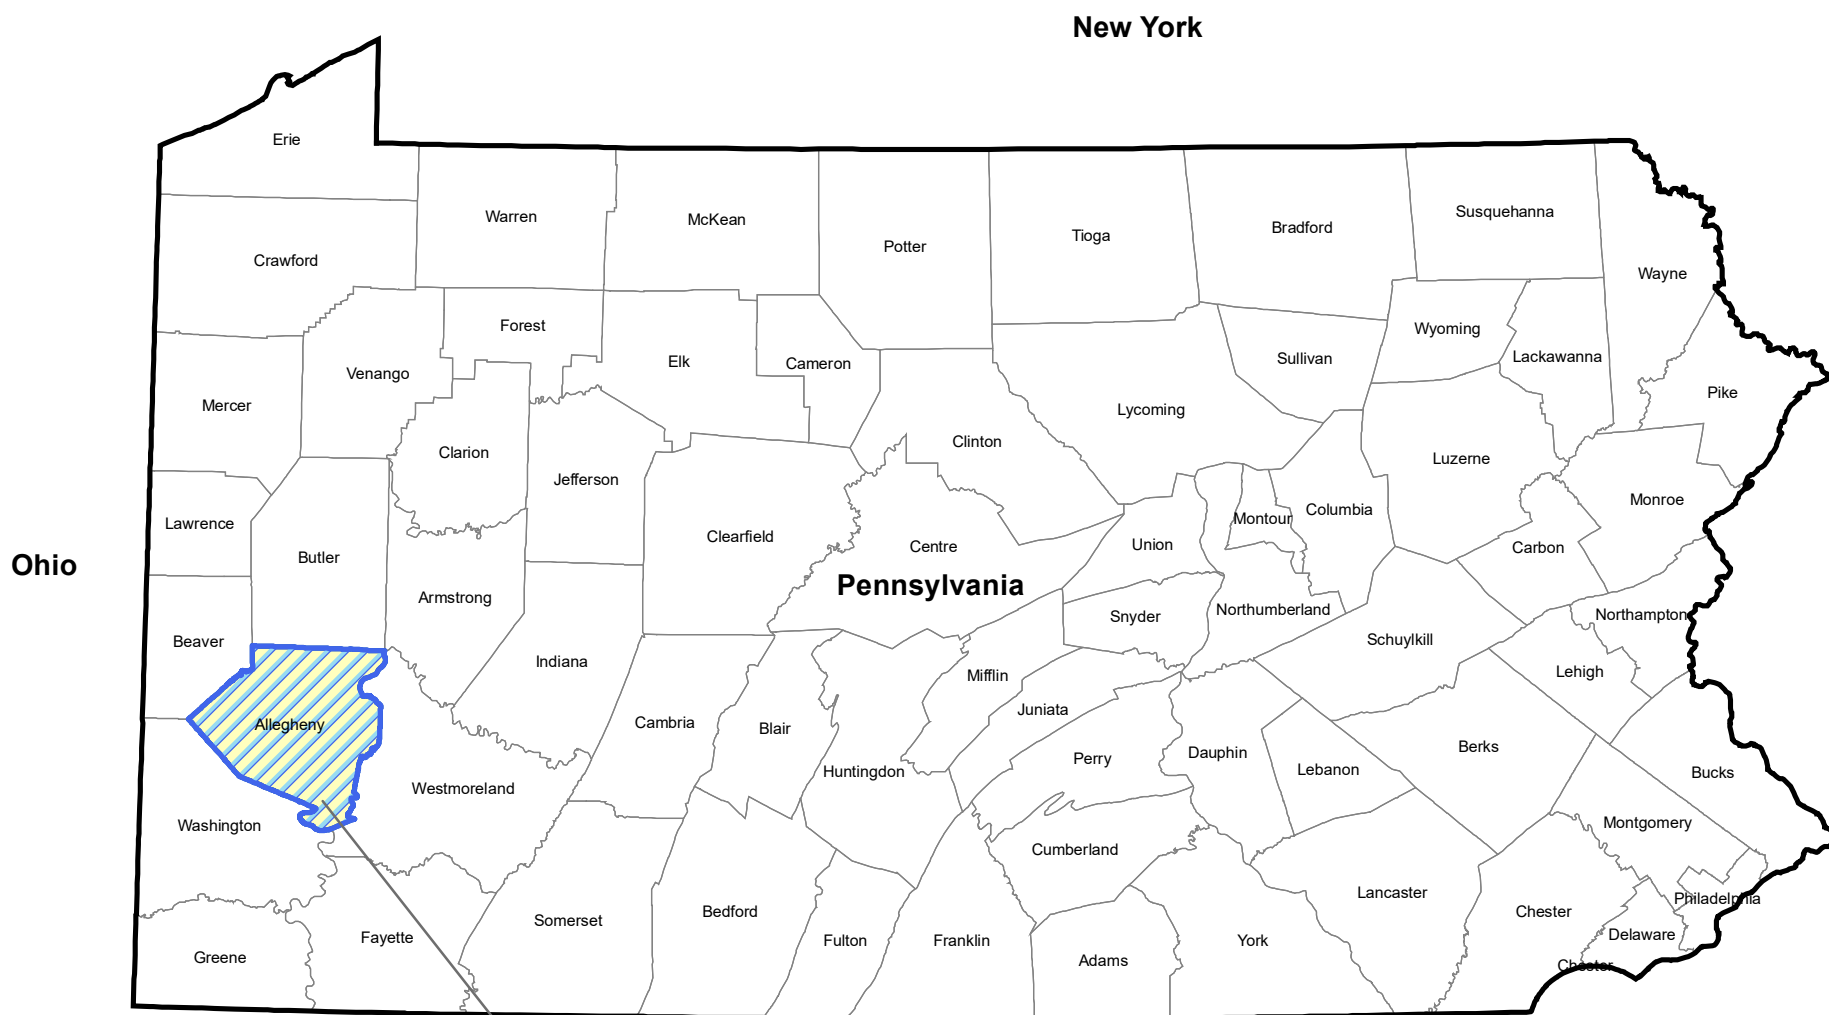 New York
Erie
Warren
McKean
Susquehanna
Bradford
Tioga
Potter
Crawford
Wayne
Forest
Wyoming
Lackawanna
Sullivan
Elk
Cameron
Venango
Pike
Mercer
Lycoming
Clinton
Clarion
Luzerne
Jefferson
Monroe
Columbia
Montour
Lawrence
Clearfield
Union
Centre
Carbon
Butler
Ohio
Pennsylvania
Armstrong
Northumberland
Northampton
Snyder
Schuylkill
Beaver
Indiana
Lehigh
Mifflin
Juniata
Cambria
Allegheny
Blair
Berks
Dauphin
Perry
Lebanon
Huntingdon
Bucks
Westmoreland
Montgomery
Washington
Cumberland
Lancaster
Philadelphia
Bedford
Chester
Somerset
Delaware
Fayette
Fulton
Franklin
York
Greene
Adams
Chester